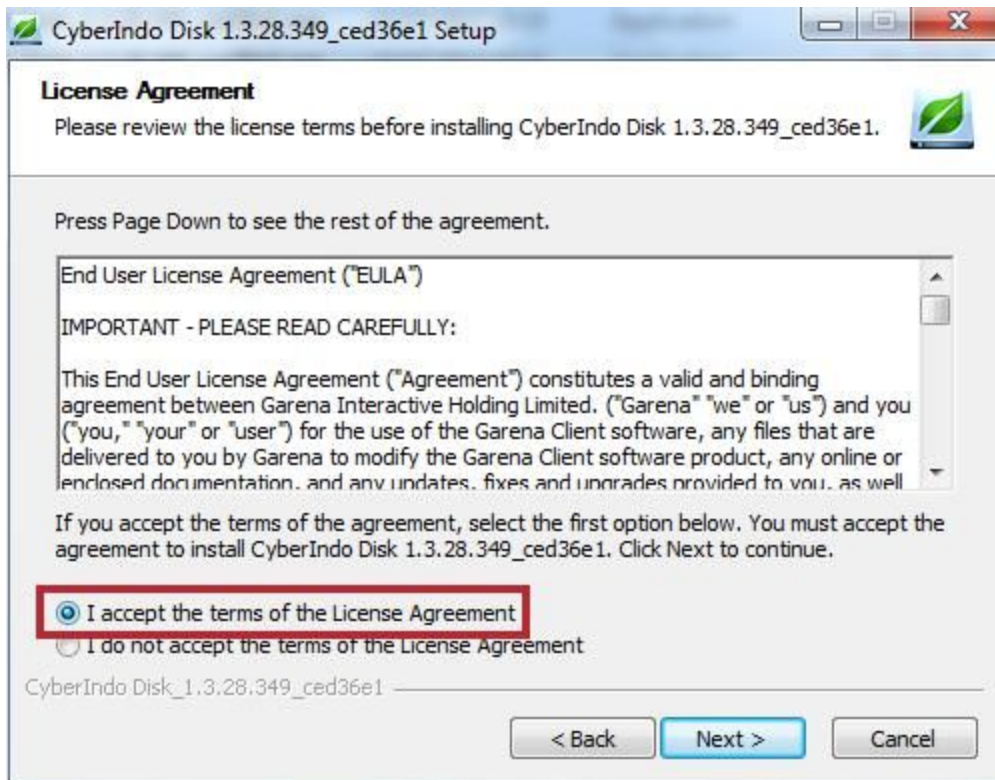 CyberIndo Disk 1.3.28.349_ced36e1 Setup
License Agreement
Please review the license terms before installing CyberIndo Disk 1.3.28.349_ced36e1.
Press Page Down to see the rest of the agreement.
End User License Agreement ("EULA")
IMPORTANT - PLEASE READ CAREFULLY:
This End User License Agreement ("Agreement") constitutes a valid and binding
agreement between Garena Interactive Holding Limited. ("Garena" "we" or "us") and you
("you," "your" or "user") for the use of the Garena Client software, any files that are
delivered to you by Garena to modify the Garena Client software product, any online or
enclosed documentation, and any updates, fixes and upgrades provided to you, as well
If you accept the terms of the agreement, select the first option below. You must accept the
agreement to install CyberIndo Disk 1.3.28.349_ced36e1. Click Next to continue.
I accept the terms of the License Agreement
I do not accept the terms of the License Agreement
CyberIndo Disk_1.3.28.349_ced36e1
< Back Next > Cancel